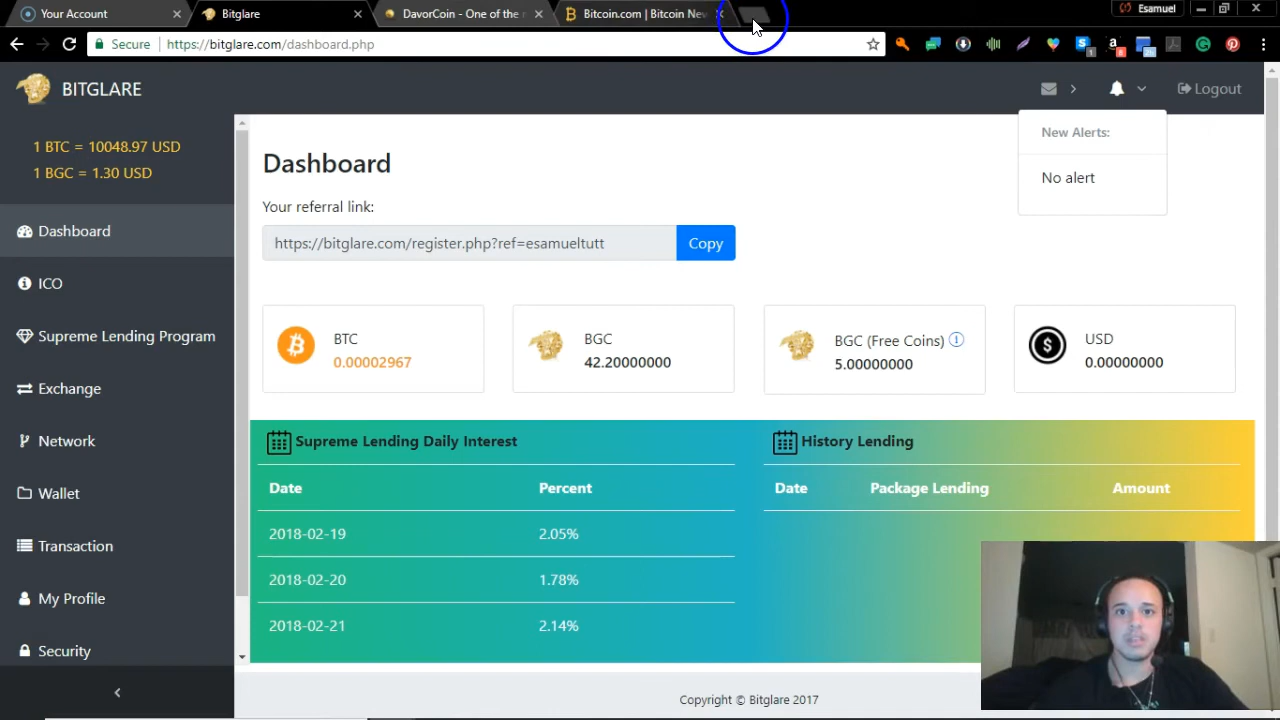 Your Account
Bitglare
DavorCoin - One of the r
Bitcoin.com | Bitcoin New
Esamuel
Secure
https://bitglare.com/dashboard.php
BITGLARE
Logout
1 BTC = 10048.97 USD
1 BGC = 1.30 USD
New Alerts:
No alert
Dashboard
ICO
Supreme Lending Program
Exchange
Network
Wallet
Transaction
My Profile
Security
Dashboard
Your referral link:
https://bitglare.com/register.php?ref=esamueltutt
Copy
BTC
0.00002967
BGC
42.20000000
BGC (Free Coins)
5.00000000
USD
0.00000000
Supreme Lending Daily Interest
Date Percent
2018-02-19 2.05%
2018-02-20 1.78%
2018-02-21 2.14%
History Lending
Date Package Lending Amount
Copyright © Bitglare 2017